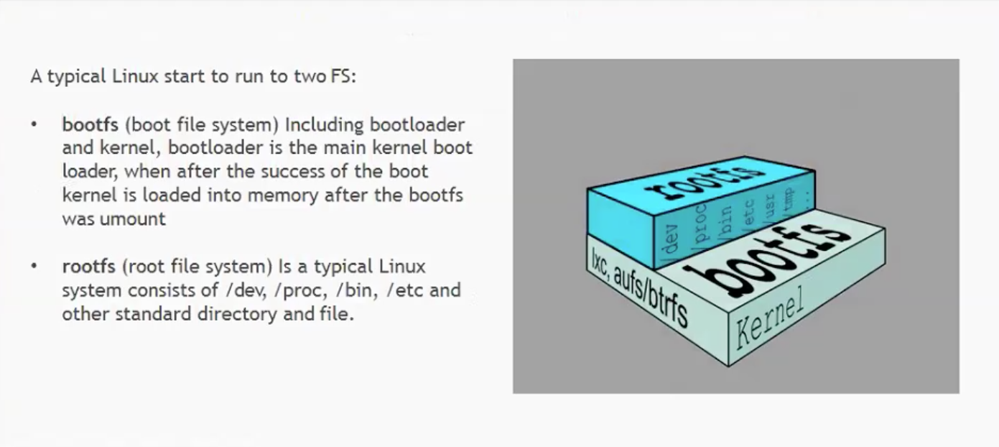 A typical Linux start to run to two FS:
• bootfs (boot file system) Including bootloader
and kernel, bootloader is the main kernel boot
loader, when after the success of the boot
kernel is loaded into memory after the bootfs
was umount
• rootfs (root file system) Is a typical Linux
system consists of /dev, /proc, /bin, /etc and
other standard directory and file.
rootfs
/dev
/proc
/bin
/etc
/usr
/tmp
...
bootfs
lxc, aufs/btrfs
Kernel